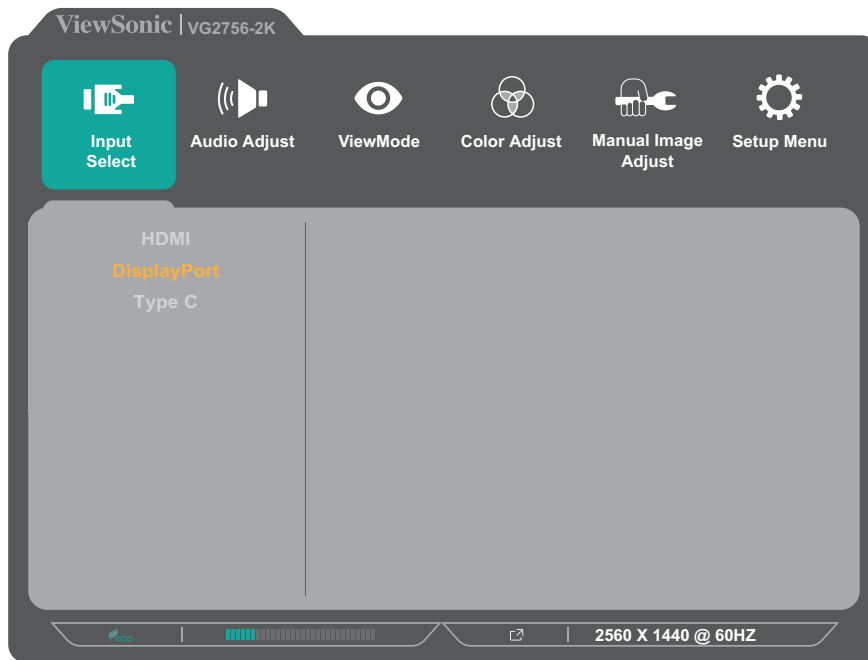 ViewSonic VG2756-2K
Input
Select
Audio Adjust
ViewMode
Color Adjust
Manual Image
Adjust
Setup Menu
HDMI
DisplayPort
Type C
eco
2560 X 1440 @ 60HZ